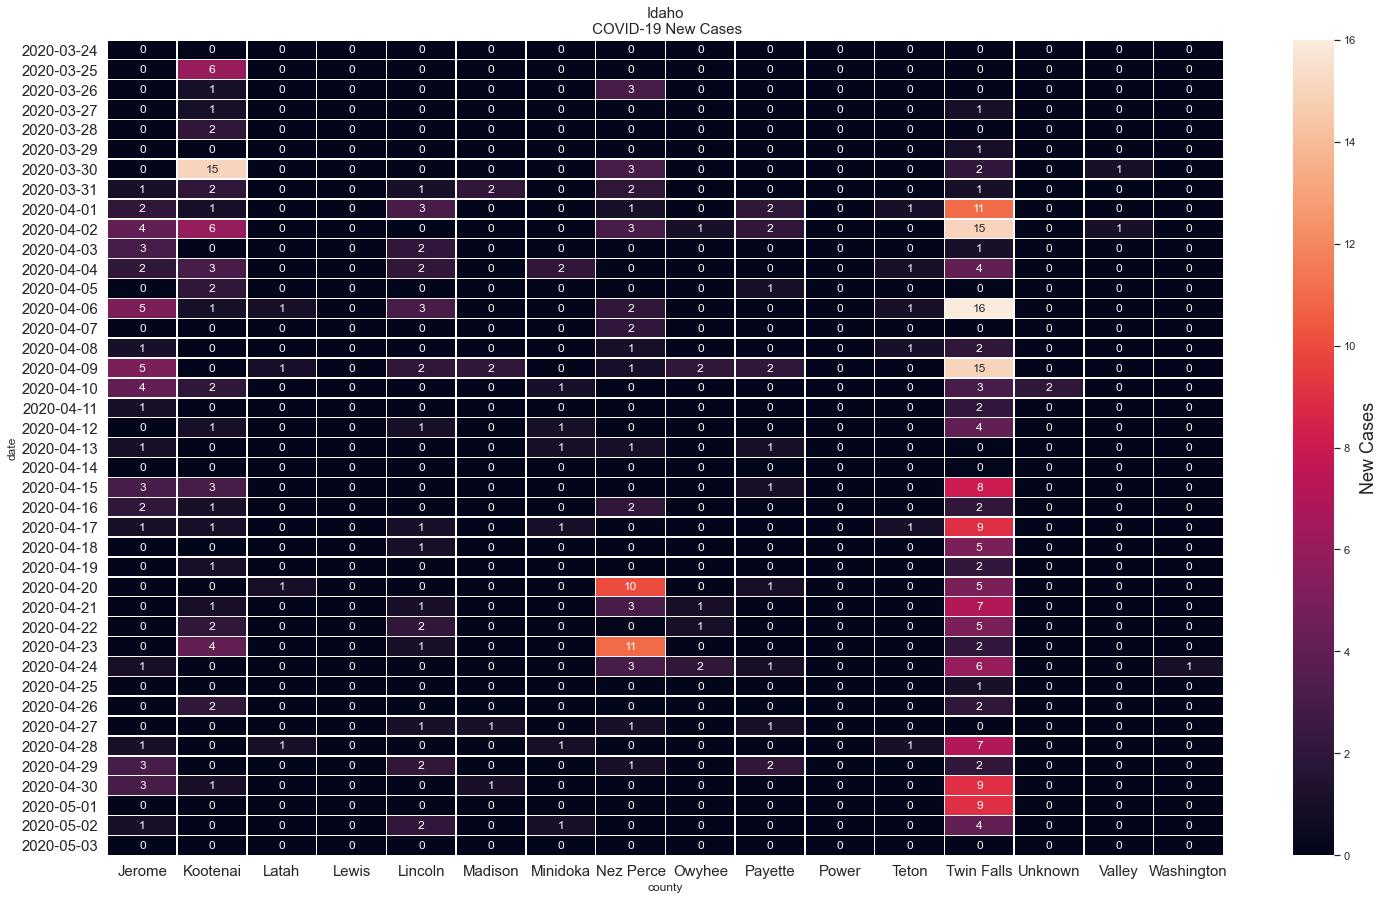 Idaho
COVID-19 New Cases
2020-03-24 0 0 0 0 0 0 0 0 0 0 0 0 0 0 0 0
2020-03-25 0 6 0 0 0 0 0 0 0 0 0 0 0 0 0 0
2020-03-26 0 1 0 0 0 0 0 3 0 0 0 0 0 0 0 0
2020-03-27 0 1 0 0 0 0 0 0 0 0 0 0 1 0 0 0
2020-03-28 0 2 0 0 0 0 0 0 0 0 0 0 0 0 0 0
2020-03-29 0 0 0 0 0 0 0 0 0 0 0 0 1 0 0 0
2020-03-30 0 15 0 0 0 0 0 3 0 0 0 0 2 0 1 0
2020-03-31 1 2 0 0 1 2 0 2 0 0 0 0 1 0 0 0
2020-04-01 2 1 0 0 3 0 0 1 0 2 0 1 11 0 0 0
2020-04-02 4 6 0 0 0 0 0 3 1 2 0 0 15 0 1 0
2020-04-03 3 0 0 0 2 0 0 0 0 0 0 0 1 0 0 0
2020-04-04 2 3 0 0 2 0 2 0 0 0 0 1 4 0 0 0
2020-04-05 0 2 0 0 0 0 0 0 0 1 0 0 0 0 0 0
2020-04-06 5 1 1 0 3 0 0 2 0 0 0 1 16 0 0 0
2020-04-07 0 0 0 0 0 0 0 2 0 0 0 0 0 0 0 0
2020-04-08 1 0 0 0 0 0 0 1 0 0 0 1 2 0 0 0
2020-04-09 5 0 1 0 2 2 0 1 2 2 0 0 15 0 0 0
2020-04-10 4 2 0 0 0 0 1 0 0 0 0 0 3 2 0 0
2020-04-11 1 0 0 0 0 0 0 0 0 0 0 0 2 0 0 0
2020-04-12 0 1 0 0 1 0 1 0 0 0 0 0 4 0 0 0
2020-04-13 1 0 0 0 0 0 1 1 0 1 0 0 0 0 0 0
2020-04-14 0 0 0 0 0 0 0 0 0 0 0 0 0 0 0 0
2020-04-15 3 3 0 0 0 0 0 0 0 1 0 0 8 0 0 0
2020-04-16 2 1 0 0 0 0 0 2 0 0 0 0 2 0 0 0
2020-04-17 1 1 0 0 1 0 1 0 0 0 0 1 9 0 0 0
2020-04-18 0 0 0 0 1 0 0 0 0 0 0 0 5 0 0 0
2020-04-19 0 1 0 0 0 0 0 0 0 0 0 0 2 0 0 0
2020-04-20 0 0 1 0 0 0 0 10 0 1 0 0 5 0 0 0
2020-04-21 0 1 0 0 1 0 0 3 1 0 0 0 7 0 0 0
2020-04-22 0 2 0 0 2 0 0 0 1 0 0 0 5 0 0 0
2020-04-23 0 4 0 0 1 0 0 11 0 0 0 0 2 0 0 0
2020-04-24 1 0 0 0 0 0 0 3 2 1 0 0 6 0 0 1
2020-04-25 0 0 0 0 0 0 0 0 0 0 0 0 1 0 0 0
2020-04-26 0 2 0 0 0 0 0 0 0 0 0 0 2 0 0 0
2020-04-27 0 0 0 0 1 1 0 1 0 1 0 0 0 0 0 0
2020-04-28 1 0 1 0 0 0 1 0 0 0 0 1 7 0 0 0
2020-04-29 3 0 0 0 2 0 0 1 0 2 0 0 2 0 0 0
2020-04-30 3 1 0 0 0 1 0 0 0 0 0 0 9 0 0 0
2020-05-01 0 0 0 0 0 0 0 0 0 0 0 0 9 0 0 0
2020-05-02 1 0 0 0 2 0 1 0 0 0 0 0 4 0 0 0
2020-05-03 0 0 0 0 0 0 0 0 0 0 0 0 0 0 0 0
date
Jerome Kootenai Latah Lewis Lincoln Madison Minidoka Nez Perce Owyhee Payette Power Teton Twin Falls Unknown Valley Washington
county
16
14
12
10
8
6
4
2
0
New Cases